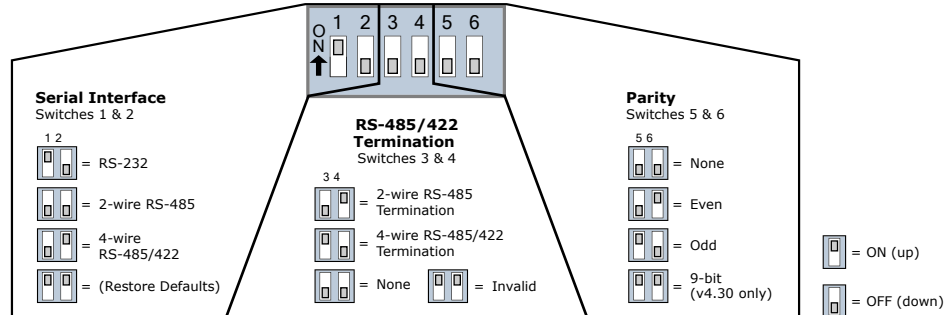 ON
1 2 3 4 5 6
Serial Interface
Switches 1 & 2
1 2
= RS-232
= 2-wire RS-485
= 4-wire
RS-485/422
= (Restore Defaults)
RS-485/422
Termination
Switches 3 & 4
3 4
= 2-wire RS-485
Termination
= 4-wire RS-485/422
Termination
= None
= Invalid
Parity
Switches 5 & 6
5 6
= None
= Even
= Odd
= 9-bit
(v4.30 only)
= ON (up)
= OFF (down)